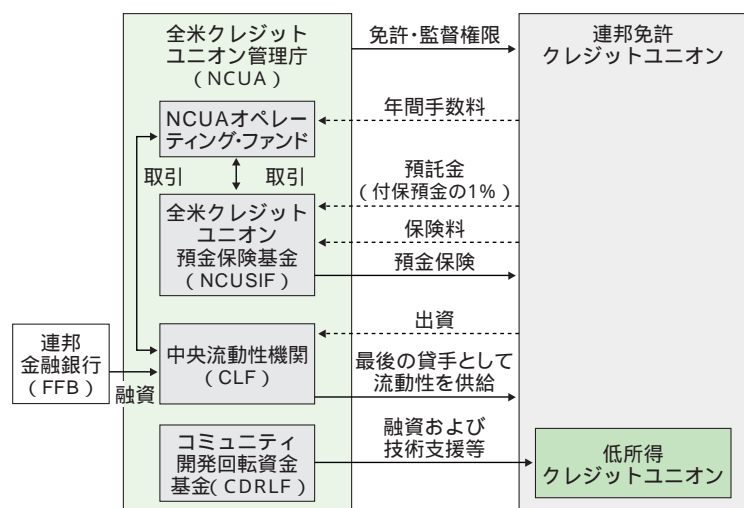 全米クレジット
ユニオン管理庁
(NCUA)
免許・監督権限
連邦免許
クレジットユニオン
NCUAオペレー
ティング・ファンド
年間手数料
取引
取引
預託金
(付保預金の1%)
全米クレジット
ユニオン
預金保険基金
(NCUSIF)
保険料
預金保険
出資
連邦
金融銀行
(FFB)
融資
中央流動性機関
(CLF)
最後の貸手として
流動性を供給
コミュニティ
開発回転資金
基金(CDRLF)
融資および
技術支援等
低所得
クレジットユニオン